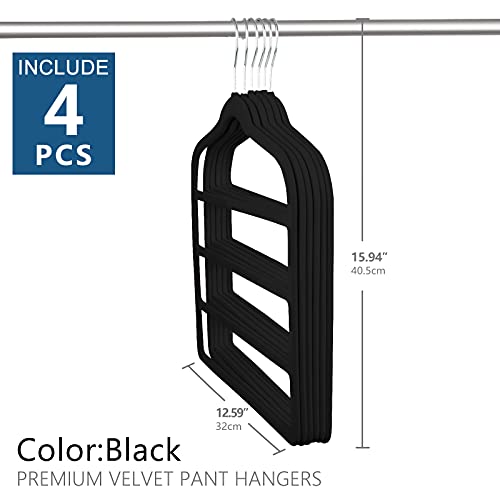 INCLUDE
4
PCS
15.94"
40.5cm
12.59"
32cm
Color:Black
PREMIUM VELVET PANT HANGERS